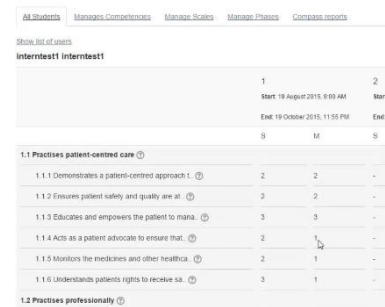 All Students Manages Competencies Manage Scales Manage Phases Compass reports
Show list of users
interntest1 interntest1
1 2
Start: 19 August 2015, 9:00 AM Star
End: 19 October 2015, 11:55 PM End
S M S
1.1 Practises patient-centred care ?
1.1.1 Demonstrates a patient-centred approach t.. ? 2 2 -
1.1.2 Ensures patient safety and quality are at.. ? 2 2 -
1.1.3 Educates and empowers the patient to mana.. ? 3 3 -
1.1.4 Acts as a patient advocate to ensure that.. ? 2 1 -
1.1.5 Monitors the medicines and other healthca.. ? 2 1 -
1.1.6 Understands patients rights to receive sa.. ? 3 1 -
1.2 Practises professionally ?